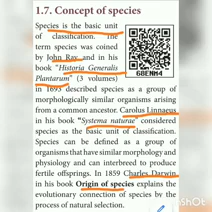 1.7. Concept of species
Species is the basic unit
of classification. The
term species was coined
by John Ray, and in his
book "Historia Generalis
Plantarum" (3 volumes)
in 1693 described species as a group of
morphologically similar organisms arising
from a common ancestor. Carolus Linnaeus
in his book "Systema naturae" considered
species as the basic unit of classification.
Species can be defined as a group of
organisms that have similar morphology and
physiology and can interbreed to produce
fertile offsprings. In 1859 Charles Darwin
in his book Origin of species explains the
evolutionary connection of species by the
process of natural selection.
68ENM4